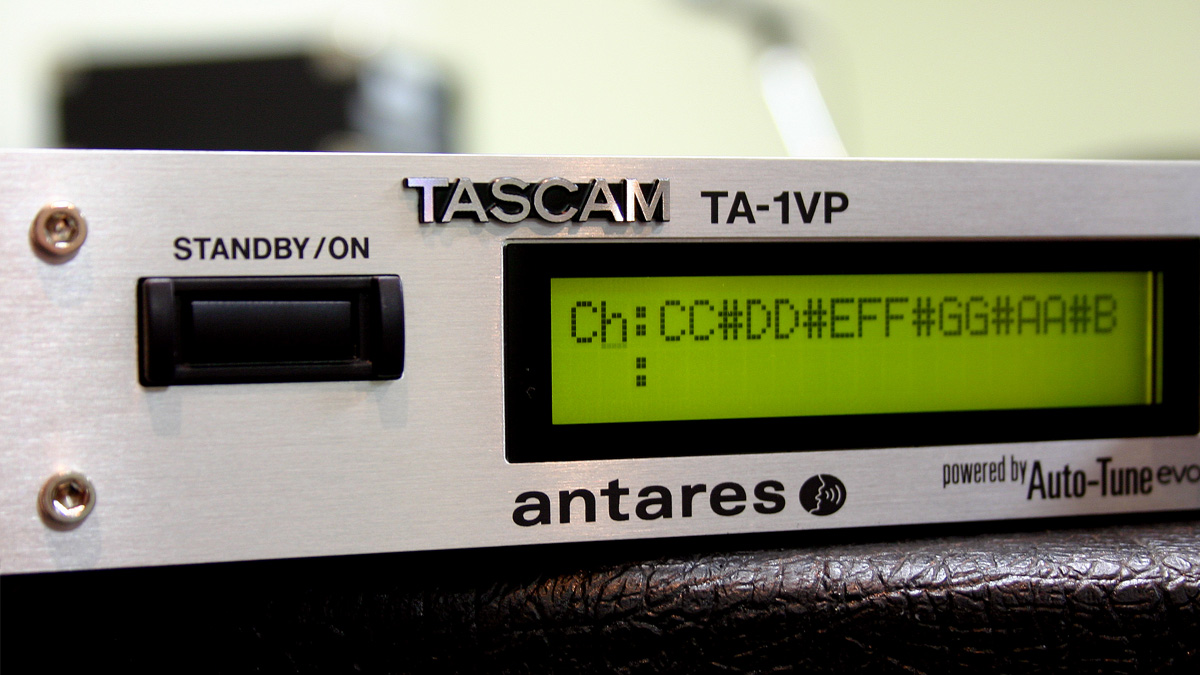 TASCAM TA-1VP
STANDBY/ON
Ch:CC#DD#EFF#GG#AA#B
:
antares
powered by Auto-Tune evo